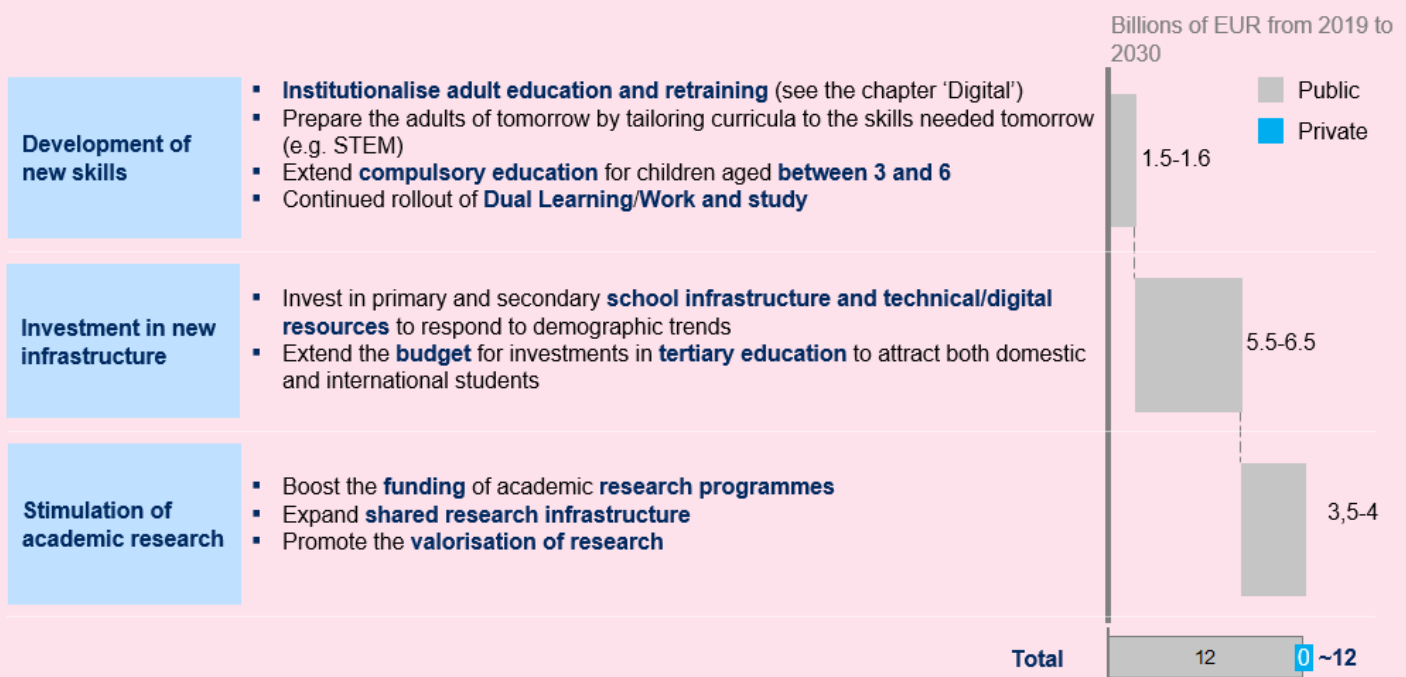 Billions of EUR from 2019 to
2030
Public
Private
Development of
new skills
▪ Institutionalise adult education and retraining (see the chapter ‘Digital’)
▪ Prepare the adults of tomorrow by tailoring curricula to the skills needed tomorrow
(e.g. STEM)
▪ Extend compulsory education for children aged between 3 and 6
▪ Continued rollout of Dual Learning/Work and study
1.5-1.6
Investment in new
infrastructure
▪ Invest in primary and secondary school infrastructure and technical/digital
resources to respond to demographic trends
▪ Extend the budget for investments in tertiary education to attract both domestic
and international students
5.5-6.5
Stimulation of
academic research
▪ Boost the funding of academic research programmes
▪ Expand shared research infrastructure
▪ Promote the valorisation of research
3,5-4
Total
12
0
~12